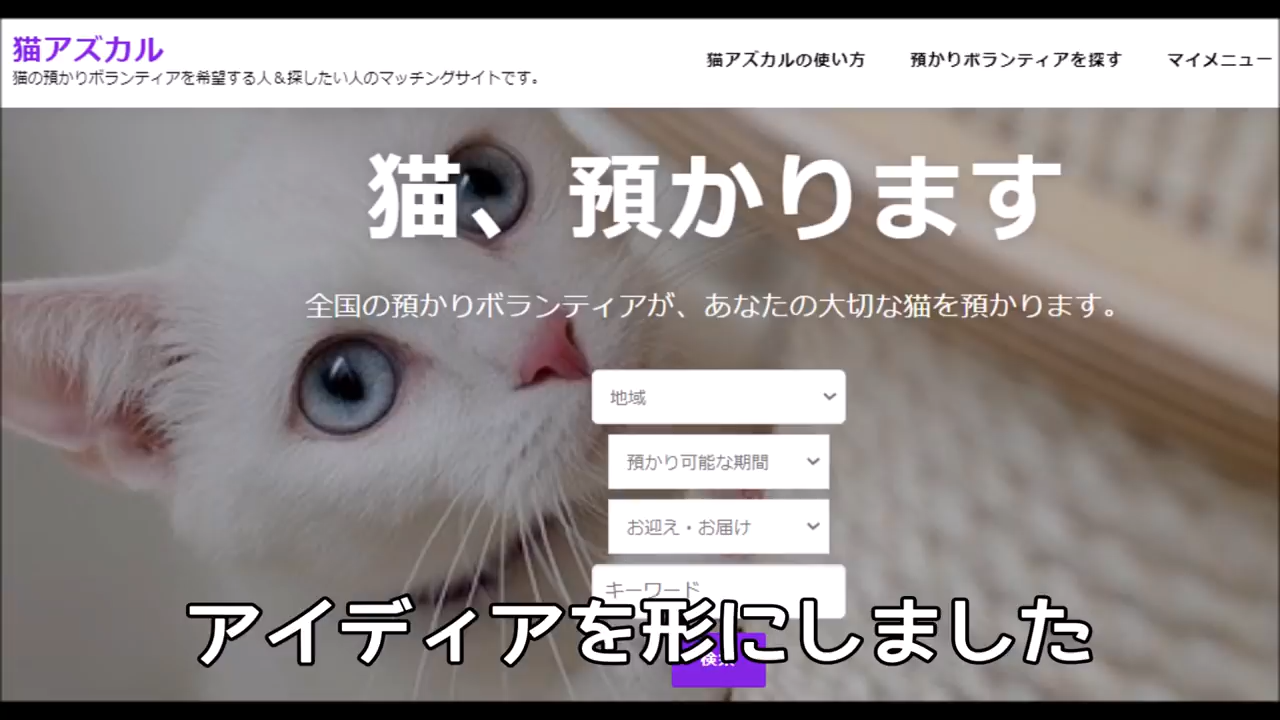 猫アズカル
猫の預かりボランティアを希望する人&探したい人のマッチングサイトです。
猫アズカルの使い方 預かりボランティアを探す マイメニュー
猫、預かります
全国の預かりボランティアが、あなたの大切な猫を預かります。
地域
預かり可能な期間
お迎え・お届け
キーワード
アイディアを形にしました
検索